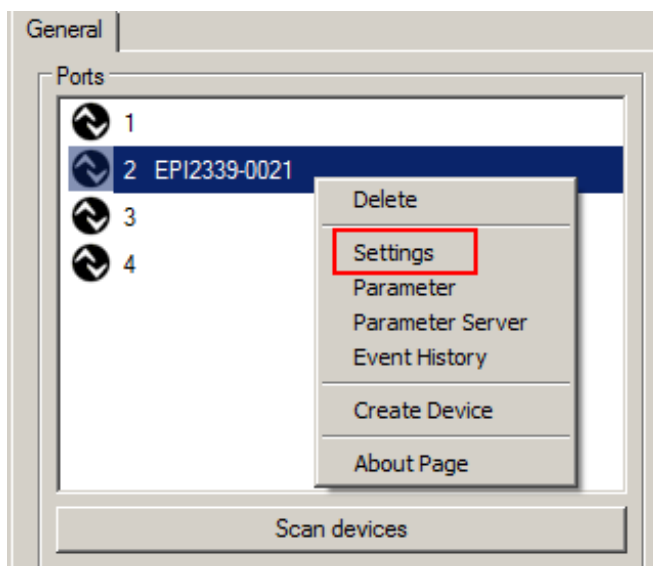 General
Ports
1
2 EPI2339-0021
3
4
Delete
Settings
Parameter
Parameter Server
Event History
Create Device
About Page
Scan devices